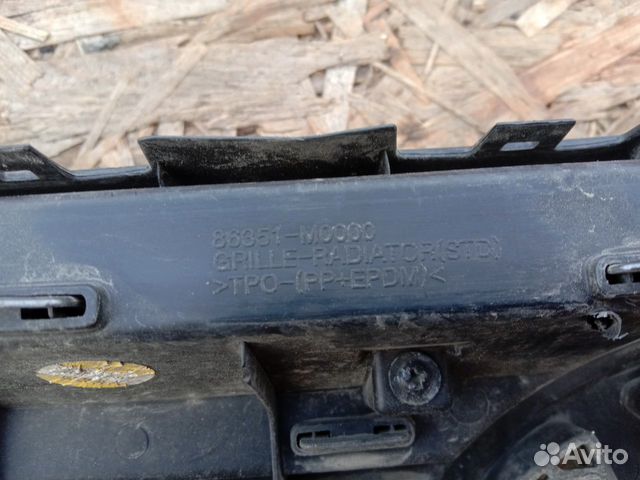 86351-M0000
GRILLE-RADIATOR(STD)
>TPO-(PP+EPDM)<
Avito